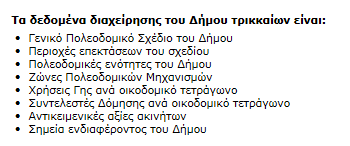 Τα δεδομένα διαχείρησης του Δήμου τρικκαίων είναι:
• Γενικό Πολεοδομικό Σχέδιο του Δήμου
• Περιοχές επεκτάσεων του σχεδίου
• Πολεοδομικές ενότητες του Δήμου
• Ζώνες Πολεοδομικών Μηχανισμών
• Χρήσεις Γης ανά οικοδομικό τετράγωνο
• Συντελεστές Δόμησης ανά οικοδομικό τετράγωνο
• Αντικειμενικές αξίες ακινήτων
• Σημεία ενδιαφέροντος του Δήμου